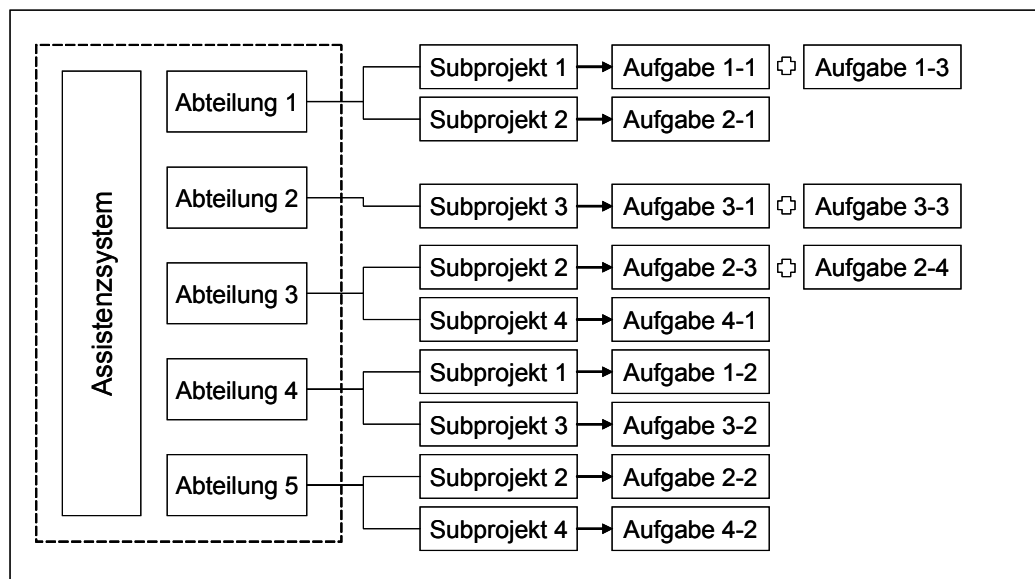 Assistenzsystem
Abteilung 1
Subprojekt 1
Aufgabe 1-1
Aufgabe 1-3
Subprojekt 2
Aufgabe 2-1
Abteilung 2
Subprojekt 3
Aufgabe 3-1
Aufgabe 3-3
Abteilung 3
Subprojekt 2
Aufgabe 2-3
Aufgabe 2-4
Subprojekt 4
Aufgabe 4-1
Abteilung 4
Subprojekt 1
Aufgabe 1-2
Subprojekt 3
Aufgabe 3-2
Abteilung 5
Subprojekt 2
Aufgabe 2-2
Subprojekt 4
Aufgabe 4-2